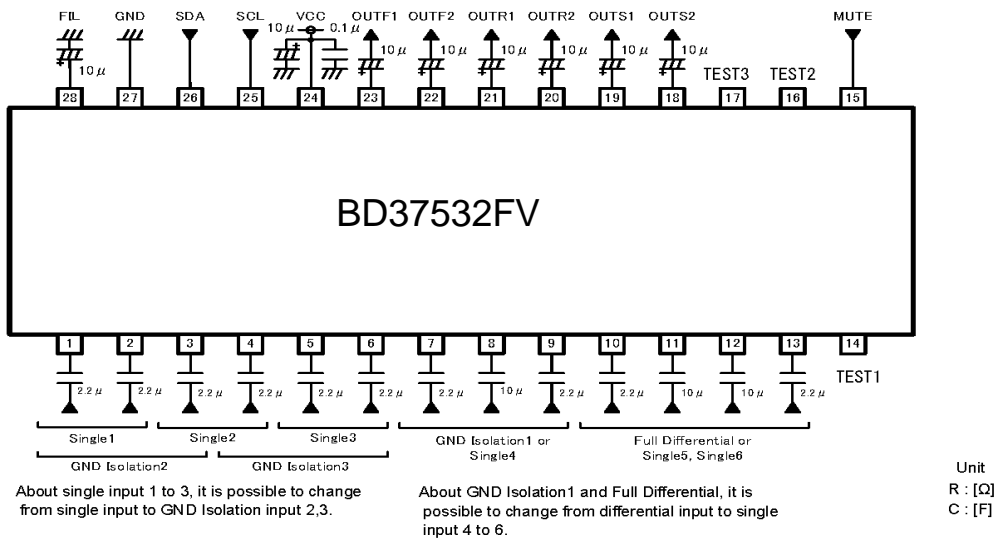 FIL GND SDA SCL VCC OUTF1 OUTF2 OUTR1 OUTR2 OUTS1 OUTS2 MUTE
10μ 0.1μ
10μ 10μ 10μ 10μ 10μ 10μ
10μ
TEST3 TEST2
28 27 26 25 24 23 22 21 20 19 18 17 16 15
BD37532FV
1 2 3 4 5 6 7 8 9 10 11 12 13 14
TEST1
2.2μ 2.2μ 2.2μ 2.2μ 2.2μ 2.2μ 2.2μ 10μ 2.2μ 2.2μ 10μ 10μ 2.2μ
Single1 Single2 Single3 GND Isolation1 or Full Differential or
Single4 Single5, Single6
GND Isolation2 GND Isolation3
About single input 1 to 3, it is possible to change
from single input to GND Isolation input 2,3.
About GND Isolation1 and Full Differential, it is
possible to change from differential input to single
input 4 to 6.
Unit
R : [Ω]
C : [F]